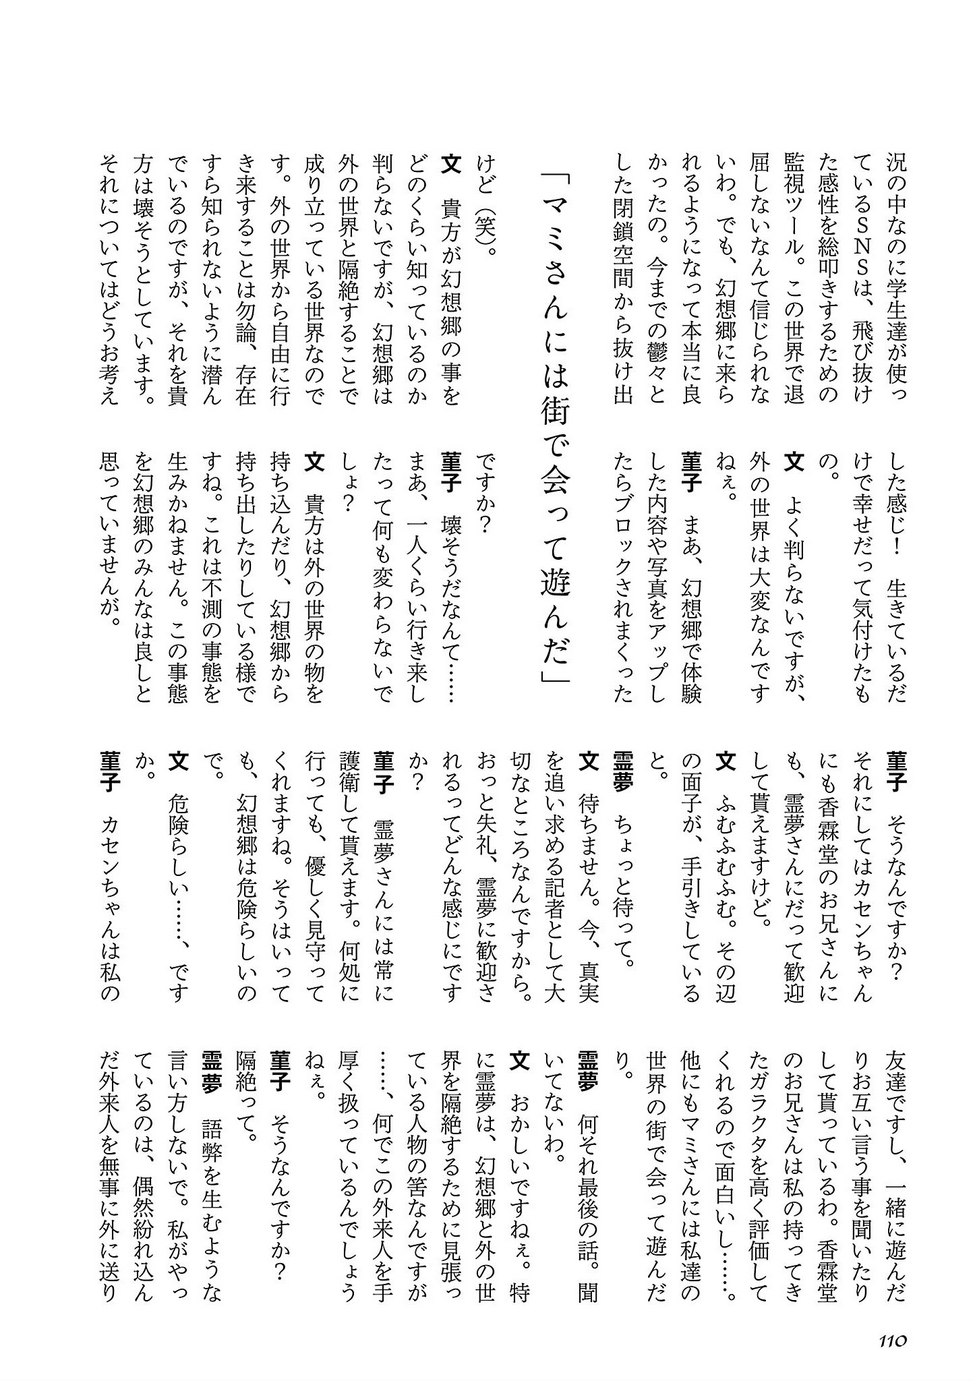 況の中なのに学生達が使っ
ているSNSは、飛び抜け
た感性を総叩きするための
監視ツール。この世界で退
屈しないなんて信じられな
いわ。でも、幻想郷に来ら
れるようになって本当に良
かったの。今までの鬱々と
した閉鎖空間から抜け出
した感じ!　生きているだ
けで幸せだって気付けたも
の。
文　よく判らないですが、
外の世界は大変なんです
ねぇ。
菫子　まあ、幻想郷で体験
した内容や写真をアップし
たらブロックされまくった
「マミさんには街で会って遊んだ」
けど(笑)。
文　貴方が幻想郷の事を
どのくらい知っているのか
判らないですが、幻想郷は
外の世界と隔絶することで
成り立っている世界なので
す。外の世界から自由に行
き来することは勿論、存在
すら知られないように潜ん
でいるのですが、それを貴
方は壊そうとしています。
それについてはどうお考え
ですか?
菫子　壊そうだなんて……
まあ、一人くらい行き来し
たって何も変わらないで
しょ?
文　貴方は外の世界の物を
持ち込んだり、幻想郷から
持ち出したりしている様で
すね。これは不測の事態を
生みかねません。この事態
を幻想郷のみんなは良しと
思っていませんが。
菫子　そうなんですか?
それにしてはカセンちゃん
にも香霖堂のお兄さんに
も、霊夢さんにだって歓迎
して貰えますけど。
文　ふむふむふむ。その辺
の面子が、手引きしている
と。
霊夢　ちょっと待って。
文　待ちません。今、真実
を追い求める記者として大
切なところなんですから。
おっと失礼、霊夢に歓迎さ
れるってどんな感じにです
か?
菫子　霊夢さんには常に
護衛して貰えます。何処に
行っても、優しく見守って
くれますね。そうはいって
も、幻想郷は危険らしいの
で。
文　危険らしい……、です
か。
菫子　カセンちゃんは私の
友達ですし、一緒に遊んだ
りお互い言う事を聞いたり
して貰っているわ。香霖堂
のお兄さんは私の持ってき
たガラクタを高く評価して
くれるので面白いし……。
他にもマミさんには私達の
世界の街で会って遊んだ
り。
霊夢　何それ最後の話。聞
いてないわ。
文　おかしいですねぇ。特
に霊夢は、幻想郷と外の世
界を隔絶するために見張っ
ている人物の筈なんですが
……、何でこの外来人を手
厚く扱っているんでしょう
ねぇ。
菫子　そうなんですか?
隔絶って。
霊夢　語弊を生むような
言い方しないで。私がやっ
ているのは、偶然紛れ込ん
だ外来人を無事に外に送り
110